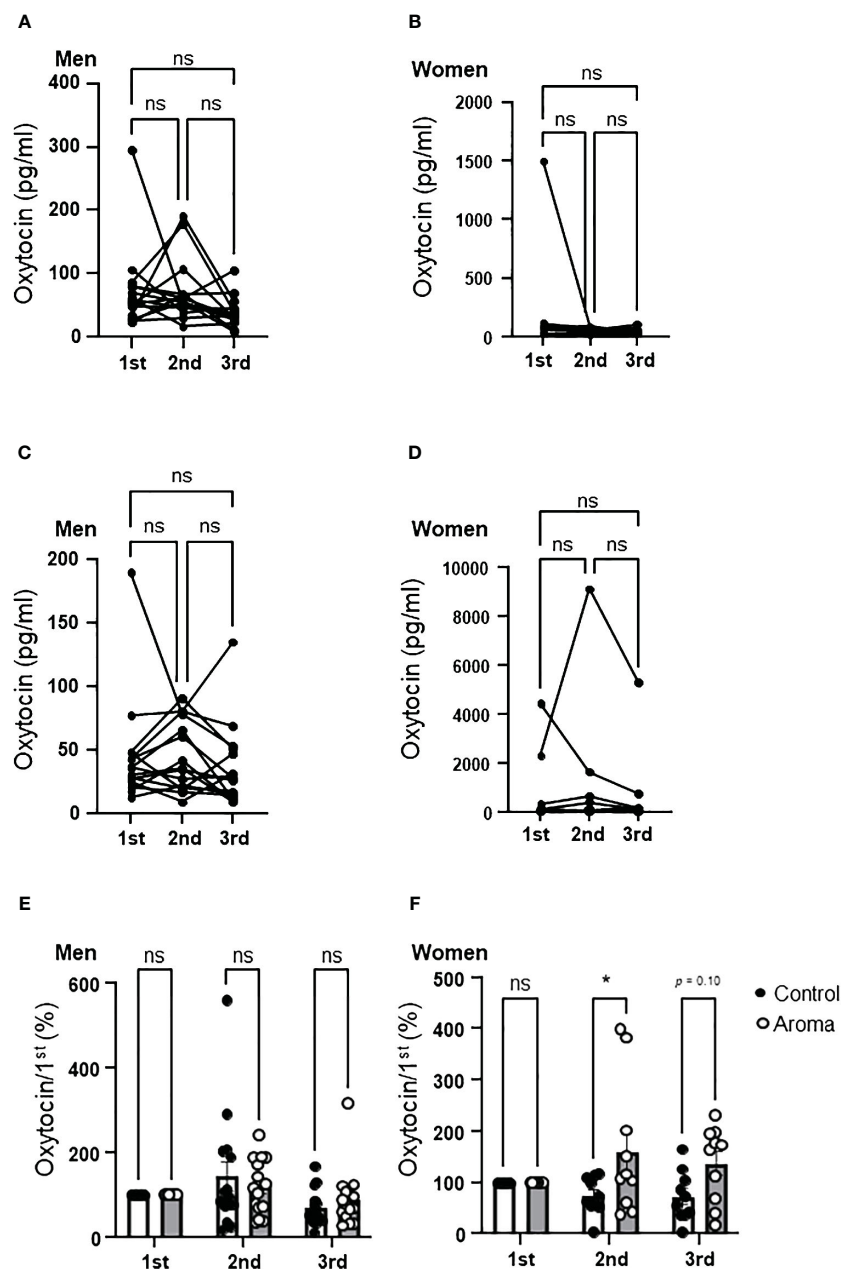 A
Men
ns
ns ns
Oxytocin (pg/ml)
400
300
200
100
0
1st 2nd 3rd
B
Women
ns
ns ns
Oxytocin (pg/ml)
2000
1500
1000
500
0
1st 2nd 3rd
C
ns
Men
ns ns
Oxytocin (pg/ml)
200
150
100
50
0
1st 2nd 3rd
D
ns
Women
ns ns
Oxytocin (pg/ml)
10000
8000
6000
4000
2000
0
1st 2nd 3rd
E
Men
ns ns ns
Oxytocin/1st (%)
600
400
200
0
1st 2nd 3rd
F
Women
ns * p = 0.10
Oxytocin/1st (%)
500
400
300
200
100
0
1st 2nd 3rd
Control
Aroma